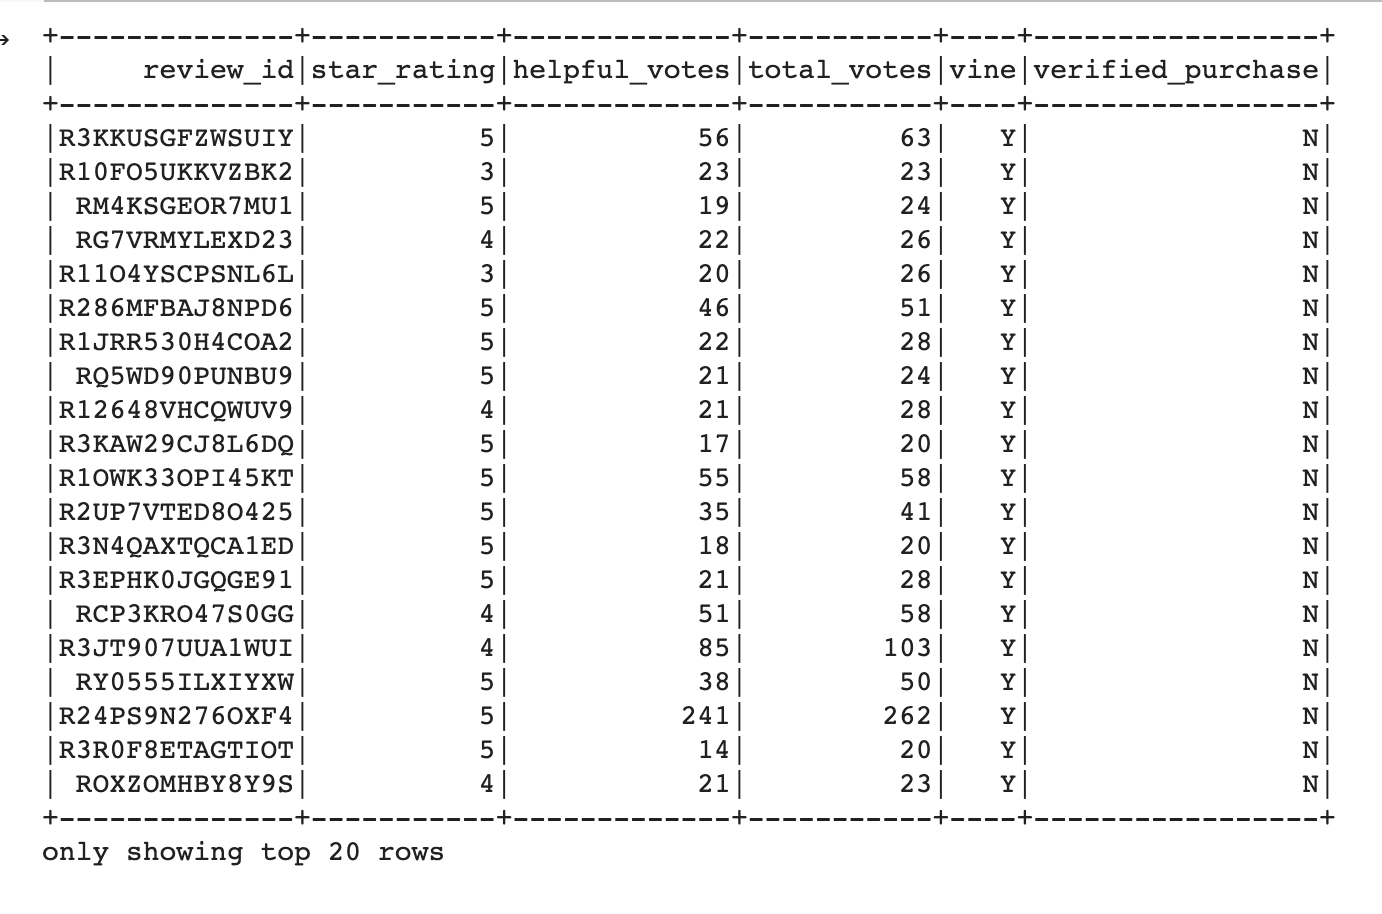 +--------------+-----------+-------------+-----------+----+-----------------+
|     review_id|star_rating|helpful_votes|total_votes|vine|verified_purchase|
+--------------+-----------+-------------+-----------+----+-----------------+
|R3KKUSGFZWSUIY|          5|           56|         63|   Y|                N|
|R10FO5UKKVZBK2|          3|           23|         23|   Y|                N|
| RM4KSGEOR7MU1|          5|           19|         24|   Y|                N|
| RG7VRMYLEXD23|          4|           22|         26|   Y|                N|
|R11O4YSCPSNL6L|          3|           20|         26|   Y|                N|
|R286MFBAJ8NPD6|          5|           46|         51|   Y|                N|
|R1JRR530H4COA2|          5|           22|         28|   Y|                N|
| RQ5WD90PUNBU9|          5|           21|         24|   Y|                N|
|R12648VHCQWUV9|          4|           21|         28|   Y|                N|
|R3KAW29CJ8L6DQ|          5|           17|         20|   Y|                N|
|R1OWK33OPI45KT|          5|           55|         58|   Y|                N|
|R2UP7VTED8O425|          5|           35|         41|   Y|                N|
|R3N4QAXTQCA1ED|          5|           18|         20|   Y|                N|
|R3EPHK0JGQGE91|          5|           21|         28|   Y|                N|
| RCP3KRO47S0GG|          4|           51|         58|   Y|                N|
|R3JT907UUA1WUI|          4|           85|        103|   Y|                N|
| RY0555ILXIYXW|          5|           38|         50|   Y|                N|
|R24PS9N276OXF4|          5|          241|        262|   Y|                N|
|R3R0F8ETAGTIOT|          5|           14|         20|   Y|                N|
| ROXZOMHBY8Y9S|          4|           21|         23|   Y|                N|
+--------------+-----------+-------------+-----------+----+-----------------+
only showing top 20 rows